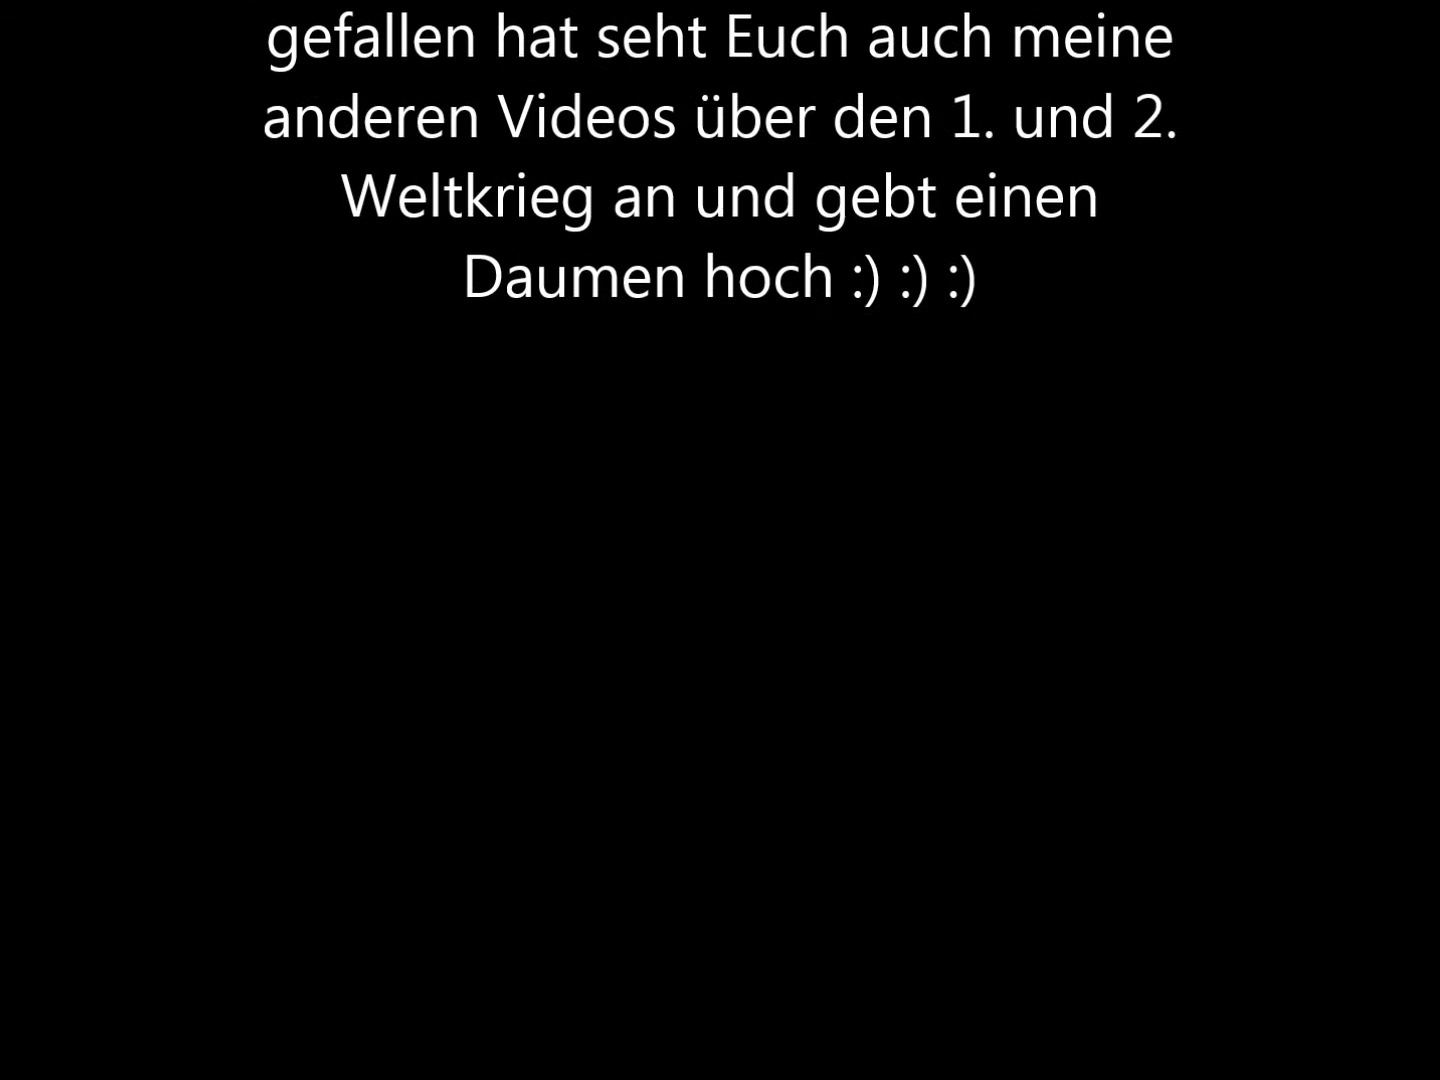 gefallen hat seht Euch auch meine
anderen Videos über den 1. und 2.
Weltkrieg an und gebt einen
Daumen hoch :) :) :)